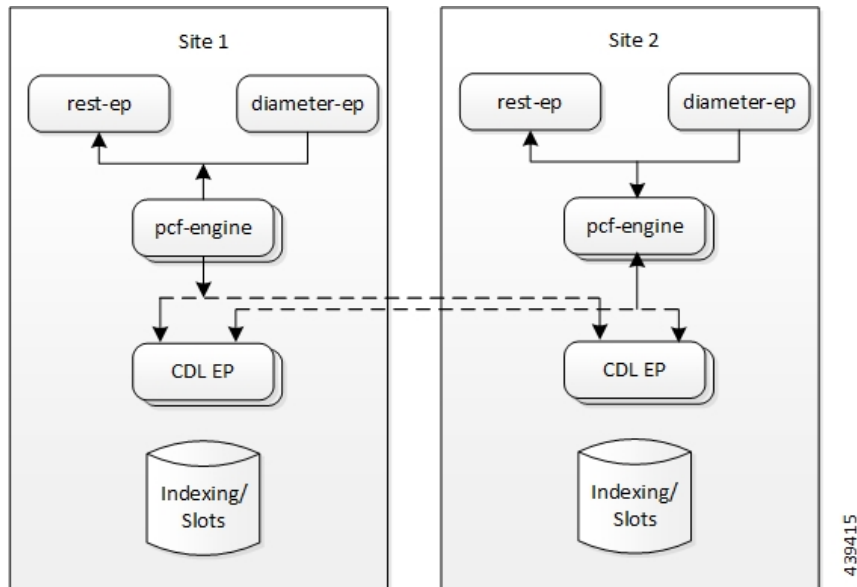 Site 1
rest-ep
diameter-ep
pcf-engine
CDL EP
Indexing/
Slots
Site 2
rest-ep
diameter-ep
pcf-engine
CDL EP
Indexing/
Slots
439415